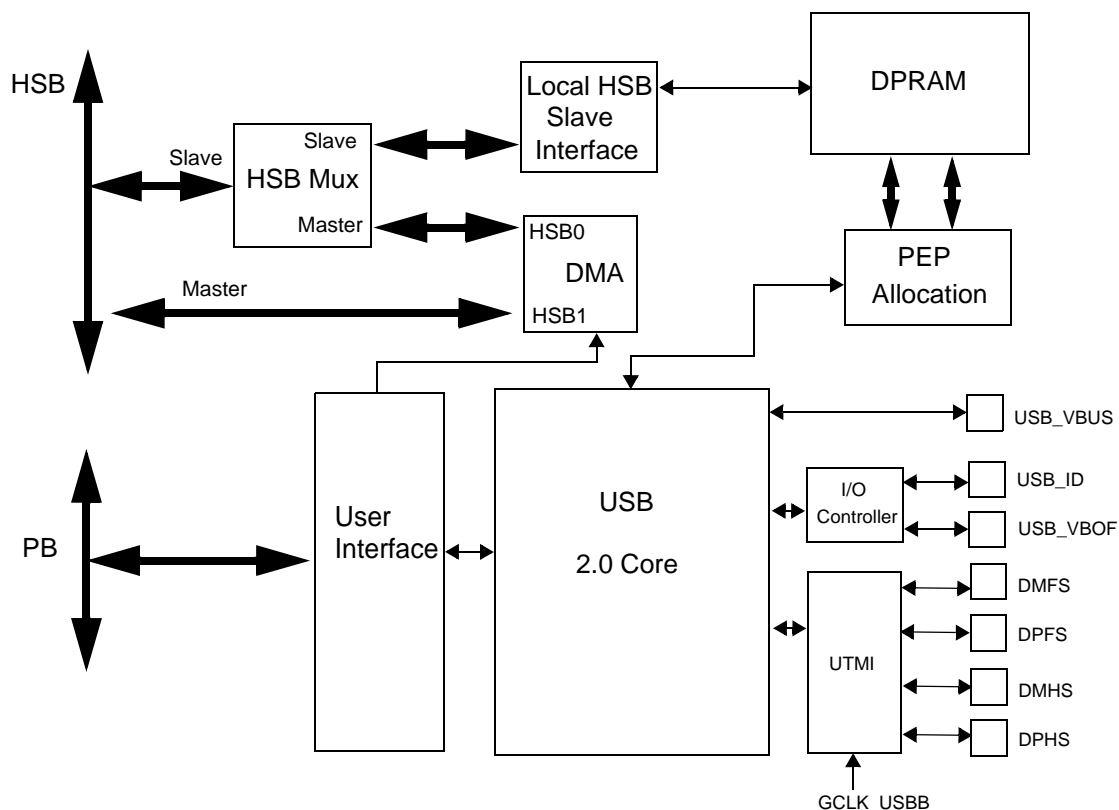 HSB
Slave
Slave
HSB Mux
Master
Local HSB
Slave
Interface
DPRAM
HSB0
DMA
HSB1
Master
PEP
Allocation
PB
User
Interface
USB
2.0 Core
I/O
Controller
UTMI
USB_VBUS
USB_ID
USB_VBOF
DMFS
DPFS
DMHS
DPHS
GCLK_USBB